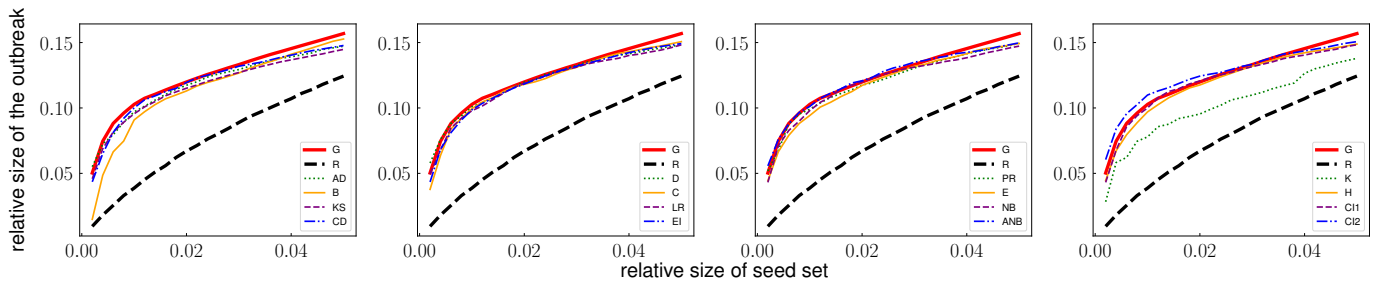 relative size of the outbreak
0.15
0.10
0.05
0.00
0.02
0.04
G
R
AD
B
KS
CD
0.00
0.02
0.04
G
R
D
C
LR
EI
0.00
0.02
0.04
G
R
PR
E
NB
ANB
0.15
0.10
0.05
0.00
0.02
0.04
G
R
K
H
CI1
CI2
0.15
0.10
0.05
0.15
0.10
0.05
relative size of seed set